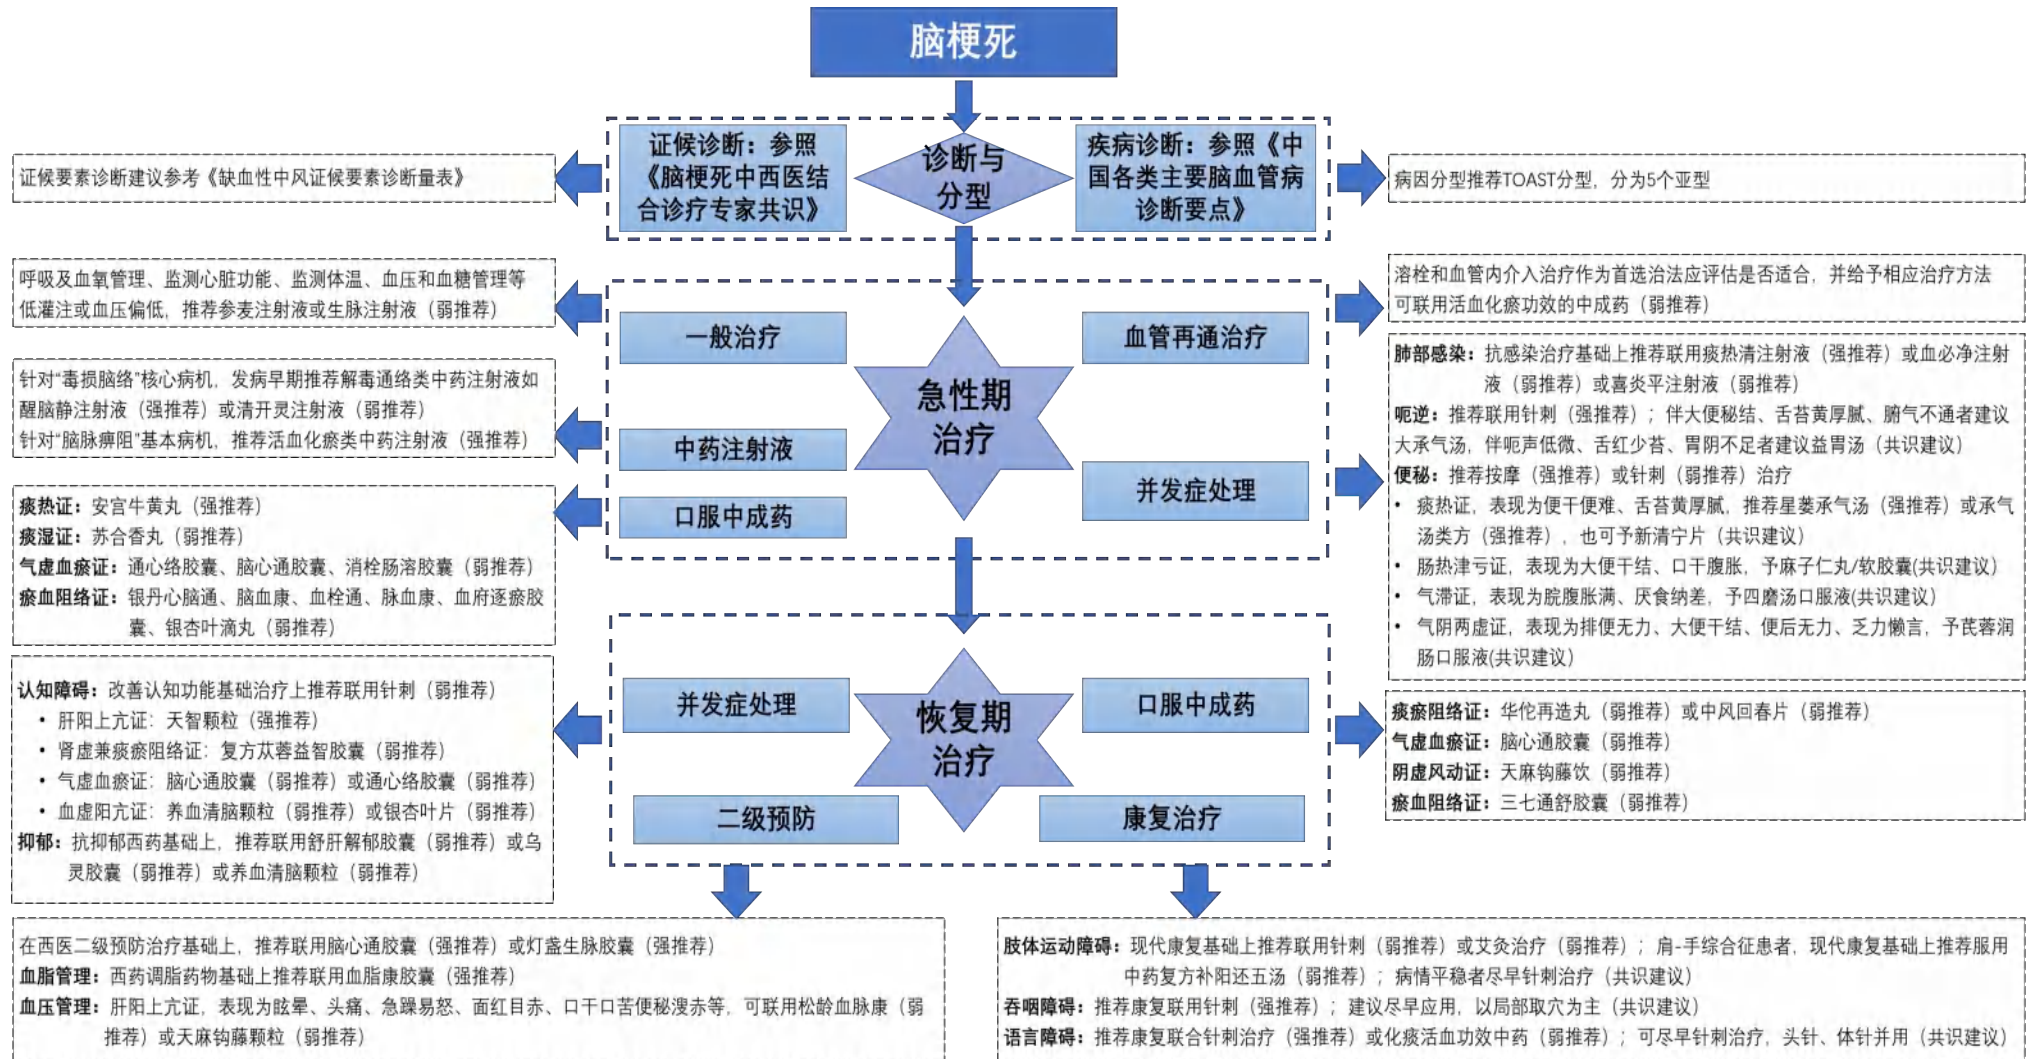 脑梗死
证候诊断：参照
《脑梗死中西医结
合诊疗专家共识》
诊断与
分型
疾病诊断：参照《中
国各类主要脑血管病
诊断要点》
证候要素诊断建议参考《缺血性中风证候要素诊断量表》
病因分型推荐TOAST分型，分为5个亚型
呼吸及血氧管理、监测心脏功能、监测体温、血压和血糖管理等
低灌注或血压偏低，推荐参麦注射液或生脉注射液（弱推荐）
针对“毒损脑络”核心病机，发病早期推荐解毒通络类中药注射液如
醒脑静注射液（强推荐）或清开灵注射液（弱推荐）
针对“脑脉痹阻”基本病机，推荐活血化瘀类中药注射液（强推荐）
痰热证：安宫牛黄丸（强推荐）
痰湿证：苏合香丸（弱推荐）
气虚血瘀证：通心络胶囊、脑心通胶囊、消栓肠溶胶囊（弱推荐）
瘀血阻络证：银丹心脑通、脑血康、血栓通、脉血康、血府逐瘀胶
囊、银杏叶滴丸（弱推荐）
一般治疗
中药注射液
口服中成药
急性期
治疗
血管再通治疗
并发症处理
溶栓和血管内介入治疗作为首选治法应评估是否适合，并给予相应治疗方法
可联用活血化瘀功效的中成药（弱推荐）
肺部感染：抗感染治疗基础上推荐联用痰热清注射液（强推荐）或血必净注射
液（弱推荐）或喜炎平注射液（弱推荐）
呃逆：推荐联用针刺（强推荐）；伴大便秘结、舌苔黄厚腻、腑气不通者建议
大承气汤，伴呃声低微、舌红少苔、胃阴不足者建议益胃汤（共识建议）
便秘：推荐按摩（强推荐）或针刺（弱推荐）治疗
• 痰热证，表现为便干便难、舌苔黄厚腻，推荐星蒌承气汤（强推荐）或承气
汤类方（强推荐），也可予新清宁片（共识建议）
• 肠热津亏证，表现为大便干结、口干腹胀，予麻子仁丸/软胶囊(共识建议）
• 气滞证，表现为脘腹胀满、厌食纳差，予四磨汤口服液(共识建议）
• 气阴两虚证，表现为排便无力、大便干结、便后无力、乏力懒言，予芪蓉润
肠口服液(共识建议）
认知障碍：改善认知功能基础治疗上推荐联用针刺（弱推荐）
• 肝阳上亢证：天智颗粒（强推荐）
• 肾虚兼痰瘀阻络证：复方苁蓉益智胶囊（弱推荐）
• 气虚血瘀证：脑心通胶囊（弱推荐）或通心络胶囊（弱推荐）
• 血虚阳亢证：养血清脑颗粒（弱推荐）或银杏叶片（弱推荐）
抑郁：抗抑郁西药基础上，推荐联用舒肝解郁胶囊（弱推荐）或乌
灵胶囊（弱推荐）或养血清脑颗粒（弱推荐）
并发症处理
二级预防
恢复期
治疗
口服中成药
康复治疗
痰瘀阻络证：华佗再造丸（弱推荐）或中风回春片（弱推荐）
气虚血瘀证：脑心通胶囊（弱推荐）
阴虚风动证：天麻钩藤饮（弱推荐）
瘀血阻络证：三七通舒胶囊（弱推荐）
在西医二级预防治疗基础上，推荐联用脑心通胶囊（强推荐）或灯盏生脉胶囊（强推荐）
血脂管理：西药调脂药物基础上推荐联用血脂康胶囊（强推荐）
血压管理：肝阳上亢证，表现为眩晕、头痛、急躁易怒、面红目赤、口干口苦便秘溲赤等，可联用松龄血脉康（弱
推荐）或天麻钩藤颗粒（弱推荐）
肢体运动障碍：现代康复基础上推荐联用针刺（弱推荐）或艾灸治疗（弱推荐）；肩-手综合征患者，现代康复基础上推荐服用
中药复方补阳还五汤（弱推荐）；病情平稳者尽早针刺治疗（共识建议）
吞咽障碍：推荐康复联用针刺（强推荐）；建议尽早应用，以局部取穴为主（共识建议）
语言障碍：推荐康复联合针刺治疗（强推荐）或化痰活血功效中药（弱推荐）；可尽早针刺治疗，头针、体针并用（共识建议）